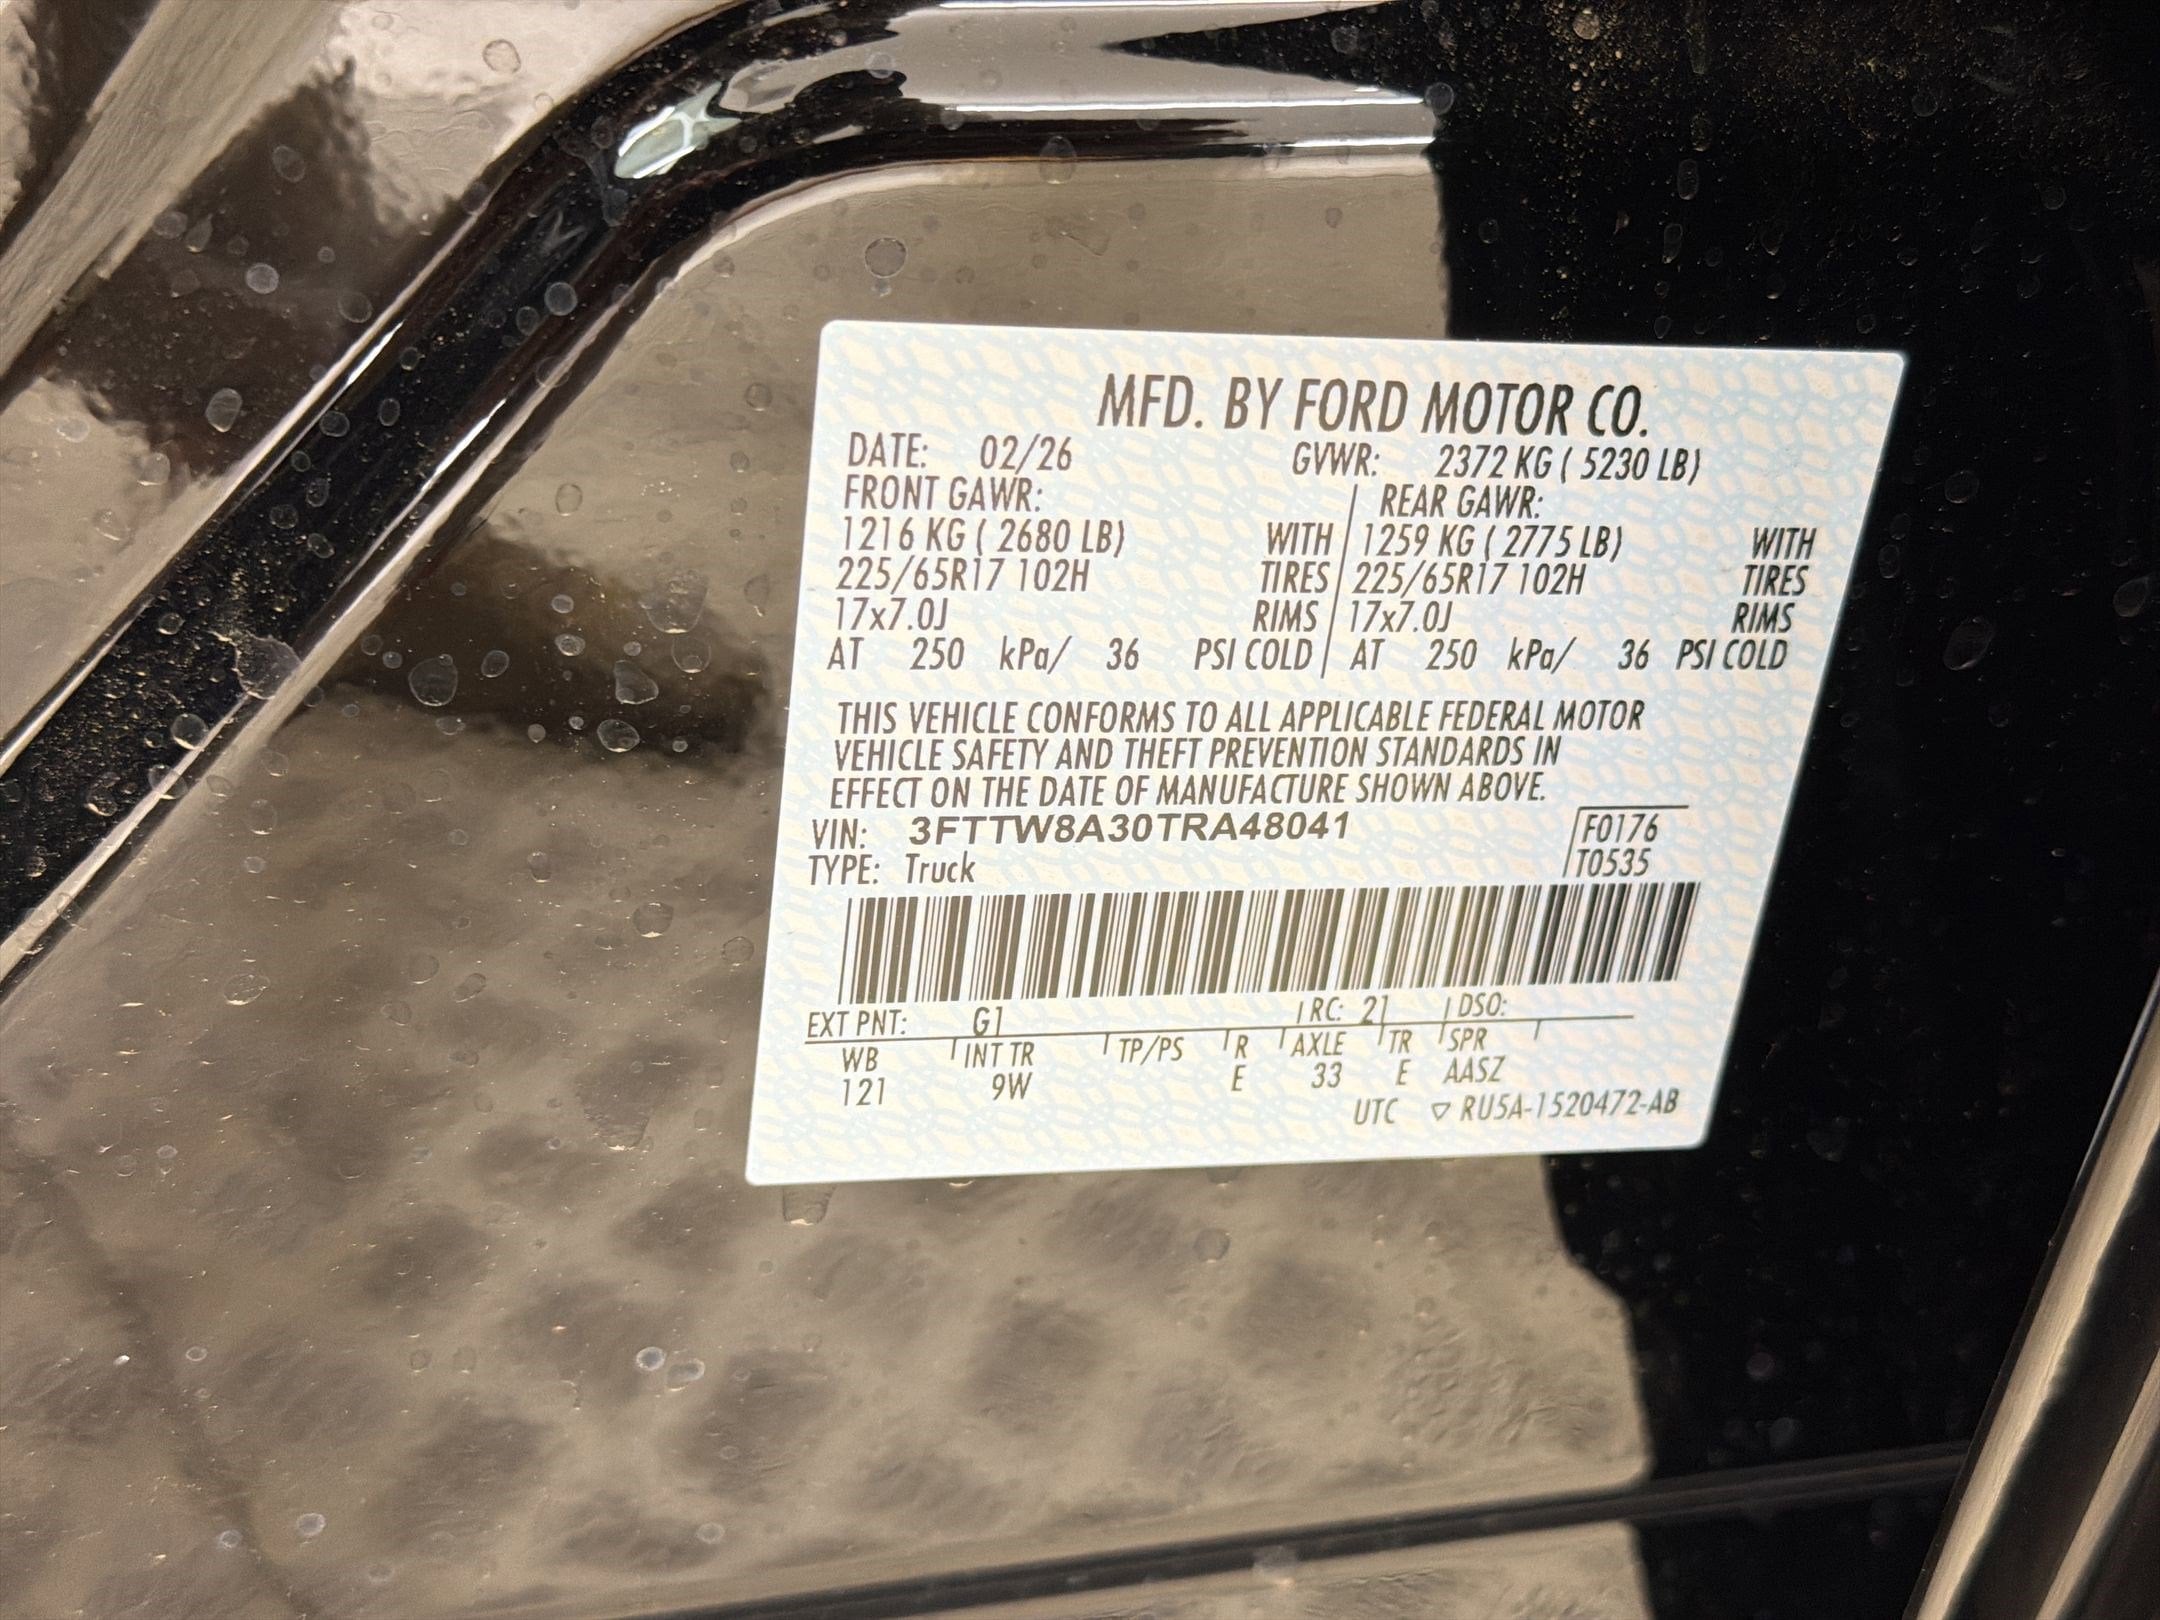 MFD. BY FORD MOTOR CO.
DATE: 02/26 GVWR: 2372 KG ( 5230 LB)
FRONT GAWR: REAR GAWR:
1216 KG ( 2680 LB) WITH 1259 KG ( 2775 LB) WITH
225/65R17 102H TIRES 225/65R17 102H TIRES
17x7.0J RIMS 17x7.0J RIMS
AT 250 kPa/ 36 PSI COLD AT 250 kPa/ 36 PSI COLD
THIS VEHICLE CONFORMS TO ALL APPLICABLE FEDERAL MOTOR
VEHICLE SAFETY AND THEFT PREVENTION STANDARDS IN
EFFECT ON THE DATE OF MANUFACTURE SHOWN ABOVE.
VIN: 3FTTW8A30TRA48041 F0176
TYPE: Truck T0535
EXT PNT: G1 RC: 21 DSO:
WB INT TR TP/PS R AXLE TR SPR
121 9W E 33 E AASZ
UTC ▽ RU5A-1520472-AB